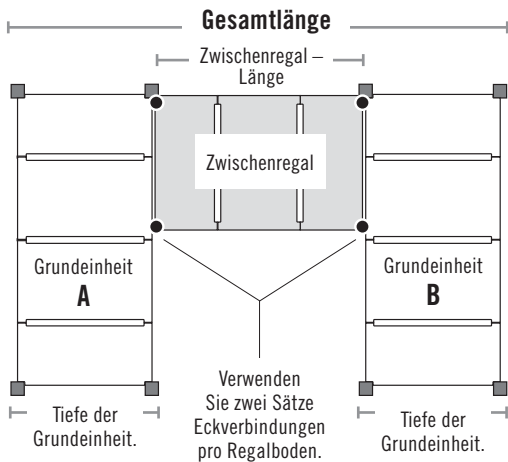 Gesamtlänge
Zwischenregal –
Länge
Zwischenregal
Grundeinheit
A
Grundeinheit
B
Verwenden
Sie zwei Sätze
Eckverbindungen
pro Regalboden.
Tiefe der
Grundeinheit.
Tiefe der
Grundeinheit.